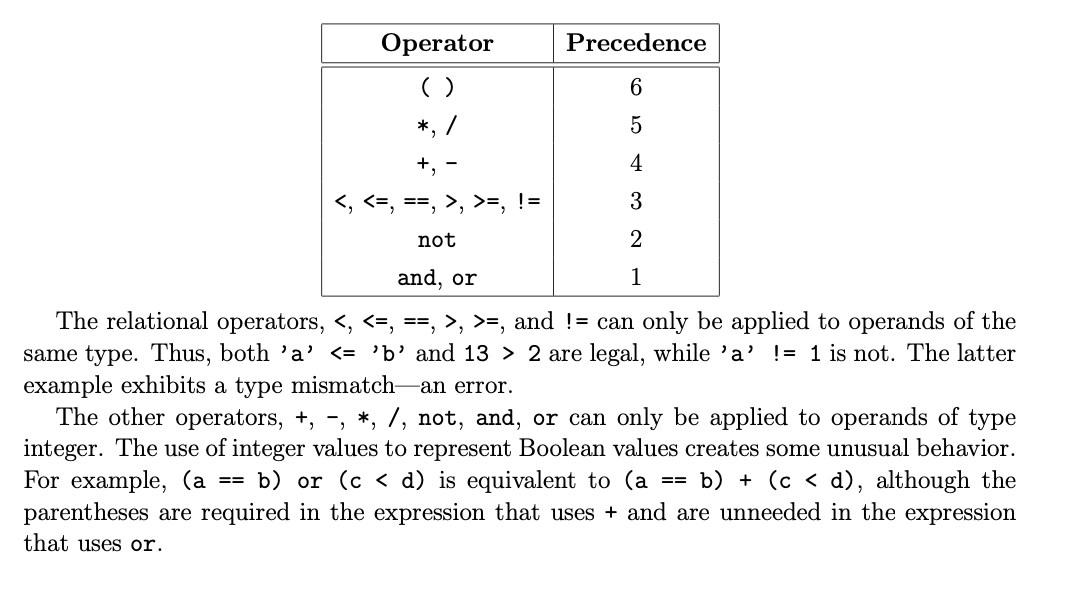 Operator Precedence
( ) 6
*, / 5
+, - 4
<, <=, ==, >, >=, != 3
not 2
and, or 1
The relational operators, <, <=, ==, >, >=, and != can only be applied to operands of the
same type. Thus, both ’a’ <= ’b’ and 13 > 2 are legal, while ’a’ != 1 is not. The latter
example exhibits a type mismatch—an error.
The other operators, +, -, *, /, not, and, or can only be applied to operands of type
integer. The use of integer values to represent Boolean values creates some unusual behavior.
For example, (a == b) or (c < d) is equivalent to (a == b) + (c < d), although the
parentheses are required in the expression that uses + and are unneeded in the expression
that uses or.